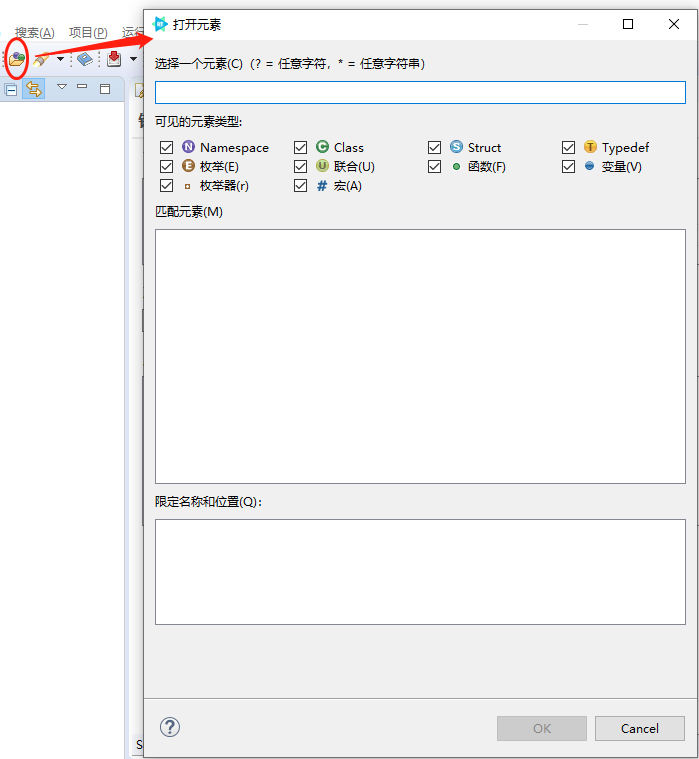 打开元素
搜索(A) 项目(P) 运行
选择一个元素(C)（? = 任意字符，* = 任意字符串）
可见的元素类型:
Namespace Class Struct Typedef
枚举(E) 联合(U) 函数(F) 变量(V)
枚举器(r) 宏(A)
匹配元素(M)
限定名称和位置(Q)：
S
? OK Cancel